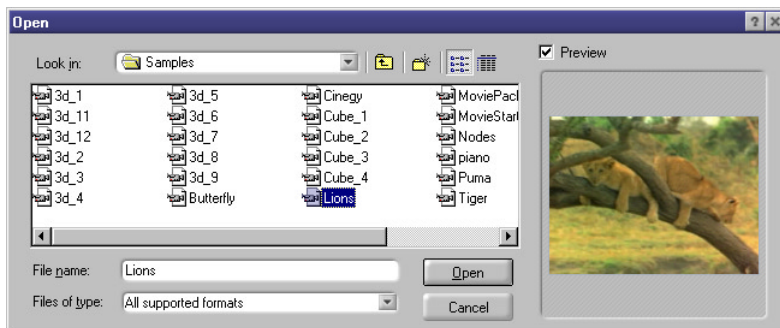 Open
Look in: Samples
Preview
3d_1 3d_5 Cinegy MoviePac
3d_11 3d_6 Cube_1 MovieStar
3d_12 3d_7 Cube_2 Nodes
3d_2 3d_8 Cube_3 piano
3d_3 3d_9 Cube_4 Puma
3d_4 Butterfly Lions Tiger
File name: Lions Open
Files of type: All supported formats Cancel